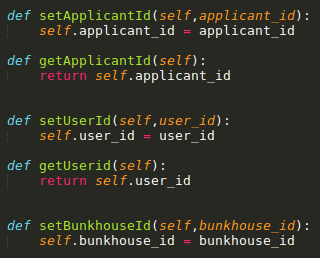 def setApplicantId(self,applicant_id):
    self.applicant_id = applicant_id
def getApplicantId(self):
    return self.applicant_id
def setUserId(self,user_id):
    self.user_id = user_id
def getUserid(self):
    return self.user_id
def setBunkhouseId(self,bunkhouse_id):
    self.bunkhouse_id = bunkhouse_id